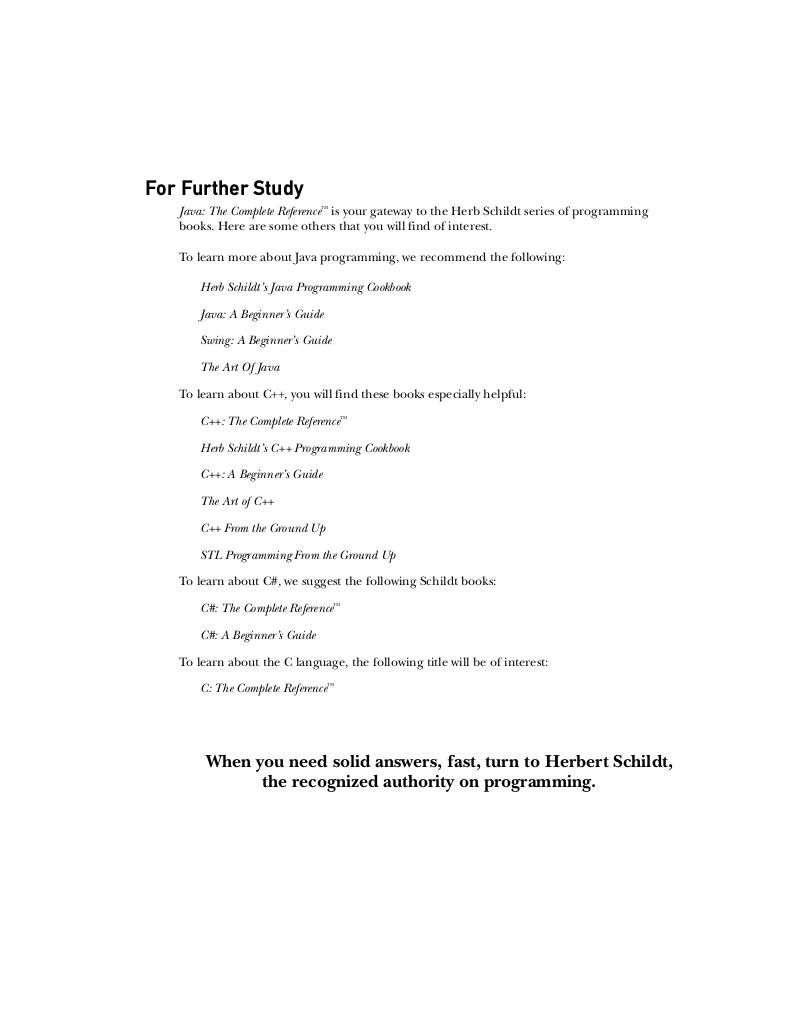 For Further Study
Java: The Complete Reference™ is your gateway to the Herb Schildt series of programming
books. Here are some others that you will find of interest.
To learn more about Java programming, we recommend the following:
Herb Schildt’s Java Programming Cookbook
Java: A Beginner’s Guide
Swing: A Beginner’s Guide
The Art Of Java
To learn about C++, you will find these books especially helpful:
C++: The Complete Reference™
Herb Schildt’s C++ Programming Cookbook
C++: A Beginner’s Guide
The Art of C++
C++ From the Ground Up
STL Programming From the Ground Up
To learn about C#, we suggest the following Schildt books:
C#: The Complete Reference™
C#: A Beginner’s Guide
To learn about the C language, the following title will be of interest:
C: The Complete Reference™
When you need solid answers, fast, turn to Herbert Schildt,
the recognized authority on programming.